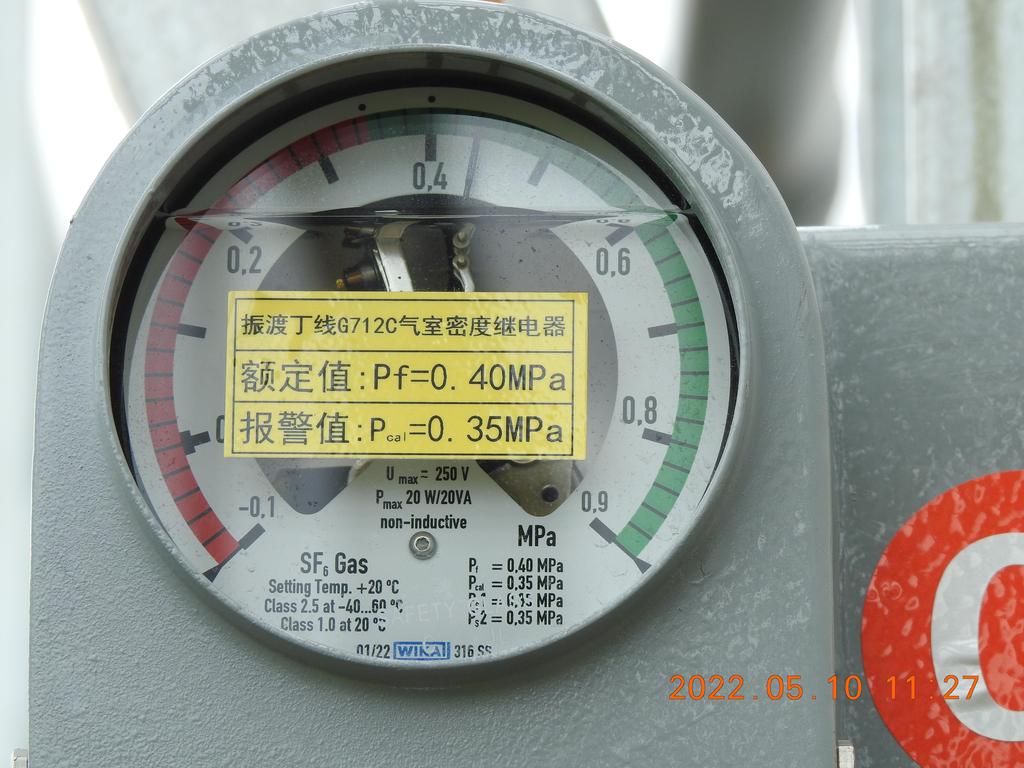 0,4
0,2
0,6
振渡丁线G712C气室密度继电器
额定值:Pf=0.40MPa
报警值:Pcal=0.35MPa
0,8
-0,1
0,9
U max = 250 V
Pmax 20 W/20VA
non-inductive
MPa
SF6 Gas
Setting Temp. +20 ºC
Class 2.5 at -40...60 ºC
Class 1.0 at 20 ºC
Pf = 0,40 MPa
Pcal = 0,35 MPa
MPa
Ps2 = 0,35 MPa
01/22 WIKA 316 SS
2022.05.10 11:27